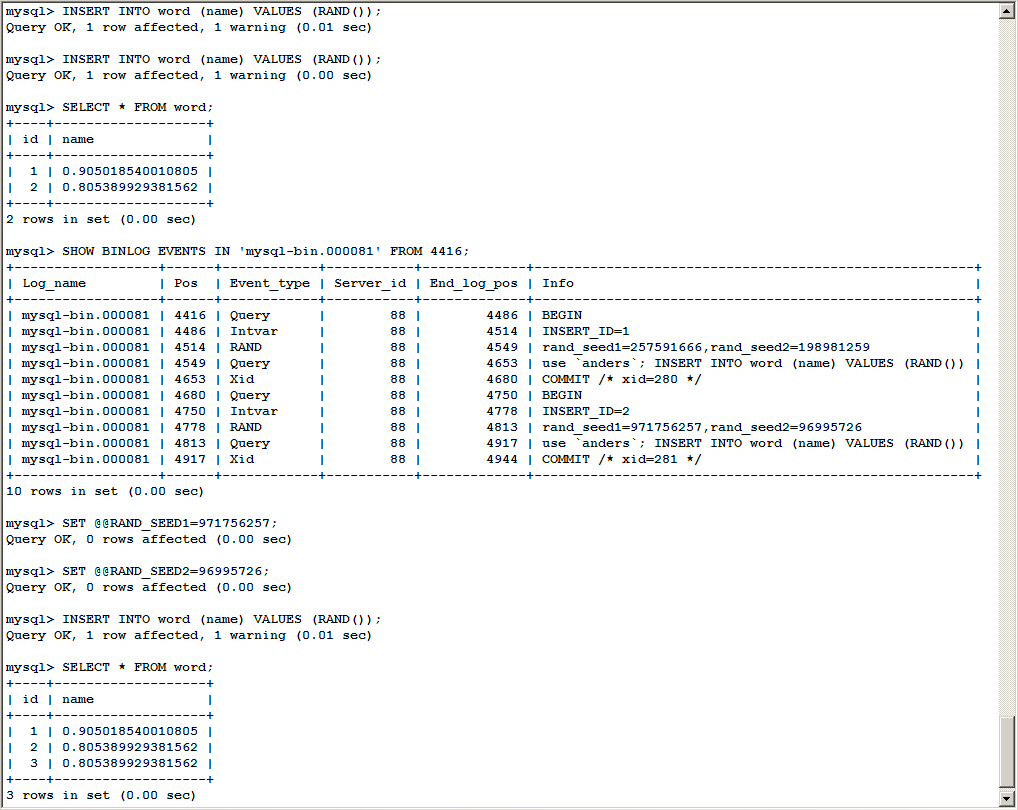 mysql> INSERT INTO word (name) VALUES (RAND());
Query OK, 1 row affected, 1 warning (0.01 sec)

mysql> INSERT INTO word (name) VALUES (RAND());
Query OK, 1 row affected, 1 warning (0.00 sec)

mysql> SELECT * FROM word;
+----+-------------------+
| id | name              |
+----+-------------------+
|  1 | 0.905018540010805 |
|  2 | 0.805389929381562 |
+----+-------------------+
2 rows in set (0.00 sec)

mysql> SHOW BINLOG EVENTS IN 'mysql-bin.000081' FROM 4416;
+------------------+------+------------+-----------+-------------+-------------------------------------------------------+
| Log_name         | Pos  | Event_type | Server_id | End_log_pos | Info                                                  |
+------------------+------+------------+-----------+-------------+-------------------------------------------------------+
| mysql-bin.000081 | 4416 | Query      |        88 |        4486 | BEGIN                                                 |
| mysql-bin.000081 | 4486 | Intvar     |        88 |        4514 | INSERT_ID=1                                           |
| mysql-bin.000081 | 4514 | RAND       |        88 |        4549 | rand_seed1=257591666,rand_seed2=198981259             |
| mysql-bin.000081 | 4549 | Query      |        88 |        4653 | use `anders`; INSERT INTO word (name) VALUES (RAND()) |
| mysql-bin.000081 | 4653 | Xid        |        88 |        4680 | COMMIT /* xid=280 */                                  |
| mysql-bin.000081 | 4680 | Query      |        88 |        4750 | BEGIN                                                 |
| mysql-bin.000081 | 4750 | Intvar     |        88 |        4778 | INSERT_ID=2                                           |
| mysql-bin.000081 | 4778 | RAND       |        88 |        4813 | rand_seed1=971756257,rand_seed2=96995726              |
| mysql-bin.000081 | 4813 | Query      |        88 |        4917 | use `anders`; INSERT INTO word (name) VALUES (RAND()) |
| mysql-bin.000081 | 4917 | Xid        |        88 |        4944 | COMMIT /* xid=281 */                                  |
+------------------+------+------------+-----------+-------------+-------------------------------------------------------+
10 rows in set (0.00 sec)

mysql> SET @@RAND_SEED1=971756257;
Query OK, 0 rows affected (0.00 sec)

mysql> SET @@RAND_SEED2=96995726;
Query OK, 0 rows affected (0.00 sec)

mysql> INSERT INTO word (name) VALUES (RAND());
Query OK, 1 row affected, 1 warning (0.01 sec)

mysql> SELECT * FROM word;
+----+-------------------+
| id | name              |
+----+-------------------+
|  1 | 0.905018540010805 |
|  2 | 0.805389929381562 |
|  3 | 0.805389929381562 |
+----+-------------------+
3 rows in set (0.00 sec)